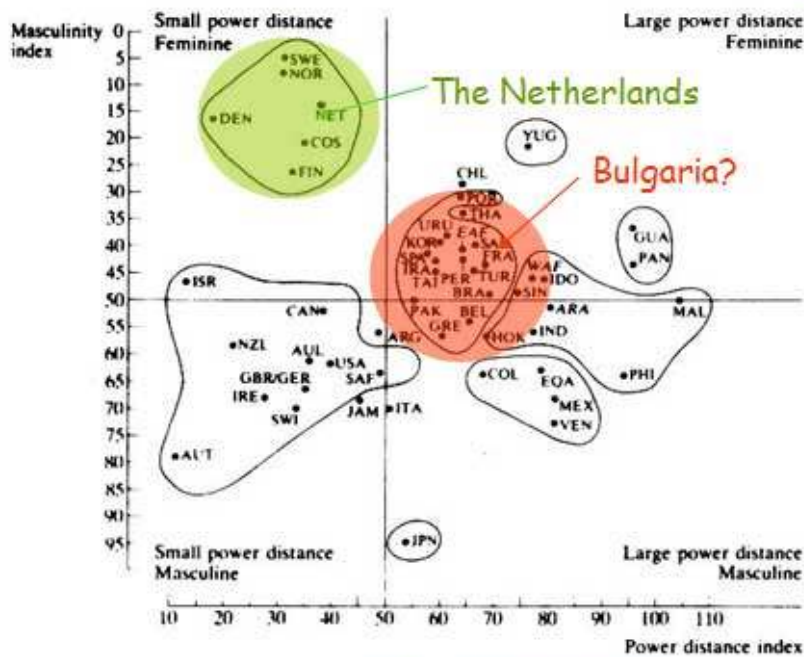 Masculinity
index
Small power distance
Feminine
Large power distance
Feminine
0
5
10
15
20
25
30
35
40
45
50
55
60
65
70
75
80
85
90
95
SWE
NOR
The Netherlands
NET
DEN
COS
FIN
YUG
CHL
Bulgaria?
POR
THA
URU
EAF
KOR
SAL
GUA
SPA
FRA
PAN
WAF
IRA
PER
TUR
IDO
TAI
ISR
BRA
SIN
CAN
PAK
BEL
ARA
MAL
GRE
ARG
HOK
IND
NZL
AUL
USA
COL
EQA
PHI
GBR/GER
SAF
IRE
MEX
SWI
JAM
ITA
VEN
AUT
JPN
Small power distance
Masculine
Large power distance
Masculine
10 20 30 40 50 60 70 80 90 100 110
Power distance index